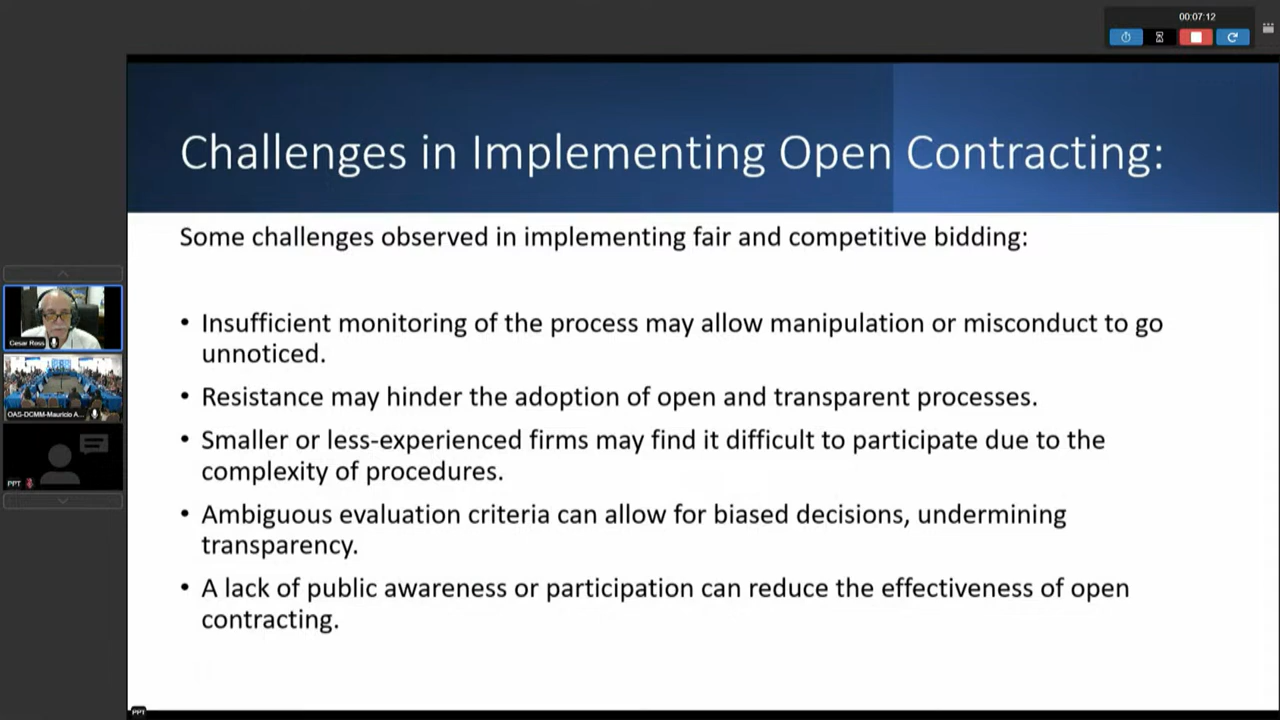 00:07:12
Challenges in Implementing Open Contracting:
Some challenges observed in implementing fair and competitive bidding:
• Insufficient monitoring of the process may allow manipulation or misconduct to go
unnoticed.
• Resistance may hinder the adoption of open and transparent processes.
• Smaller or less-experienced firms may find it difficult to participate due to the
complexity of procedures.
• Ambiguous evaluation criteria can allow for biased decisions, undermining
transparency.
• A lack of public awareness or participation can reduce the effectiveness of open
contracting.
Cesar Ross
OAS-DCMM-Mauricio A...
PPT
PPT